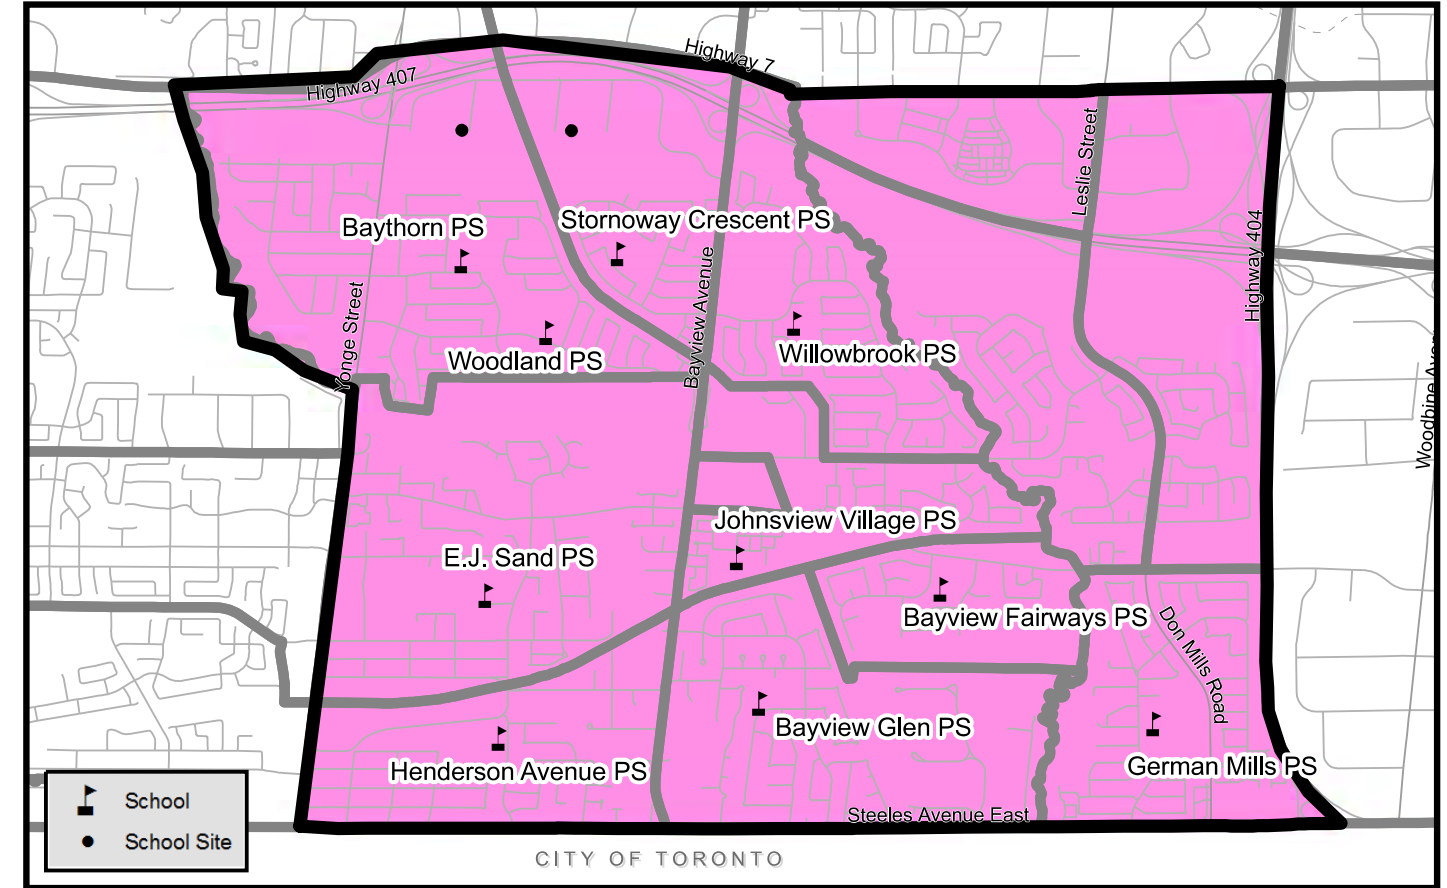 Highway 7
Highway 407
Leslie Street
Highway 404
Baythorn PS
Stornoway Crescent PS
Bayview Avenue
Yonge Street
Woodland PS
Willowbrook PS
Woodbine Aven
Johnsview Village PS
E.J. Sand PS
Bayview Fairways PS
Don Mills Road
Bayview Glen PS
Henderson Avenue PS
German Mills PS
Steeles Avenue East
School
School Site
CITY OF TORONTO